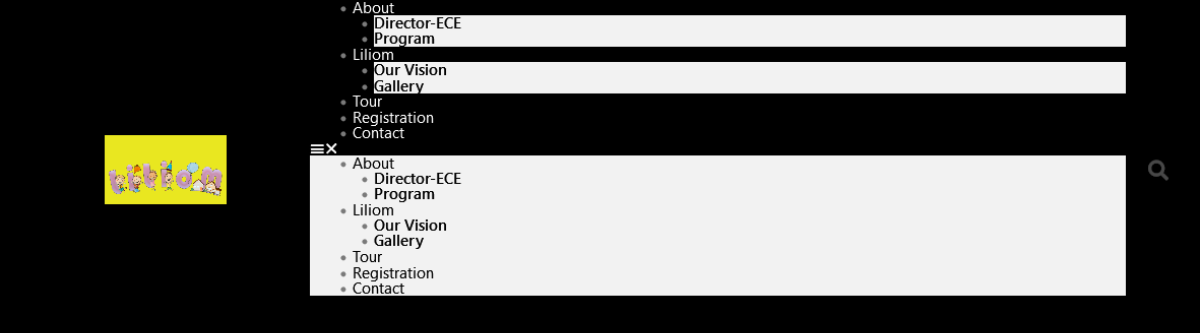 About
Director-ECE
Program
Liliom
Our Vision
Gallery
Tour
Registration
Contact
liliom
About
Director-ECE
Program
Liliom
Our Vision
Gallery
Tour
Registration
Contact